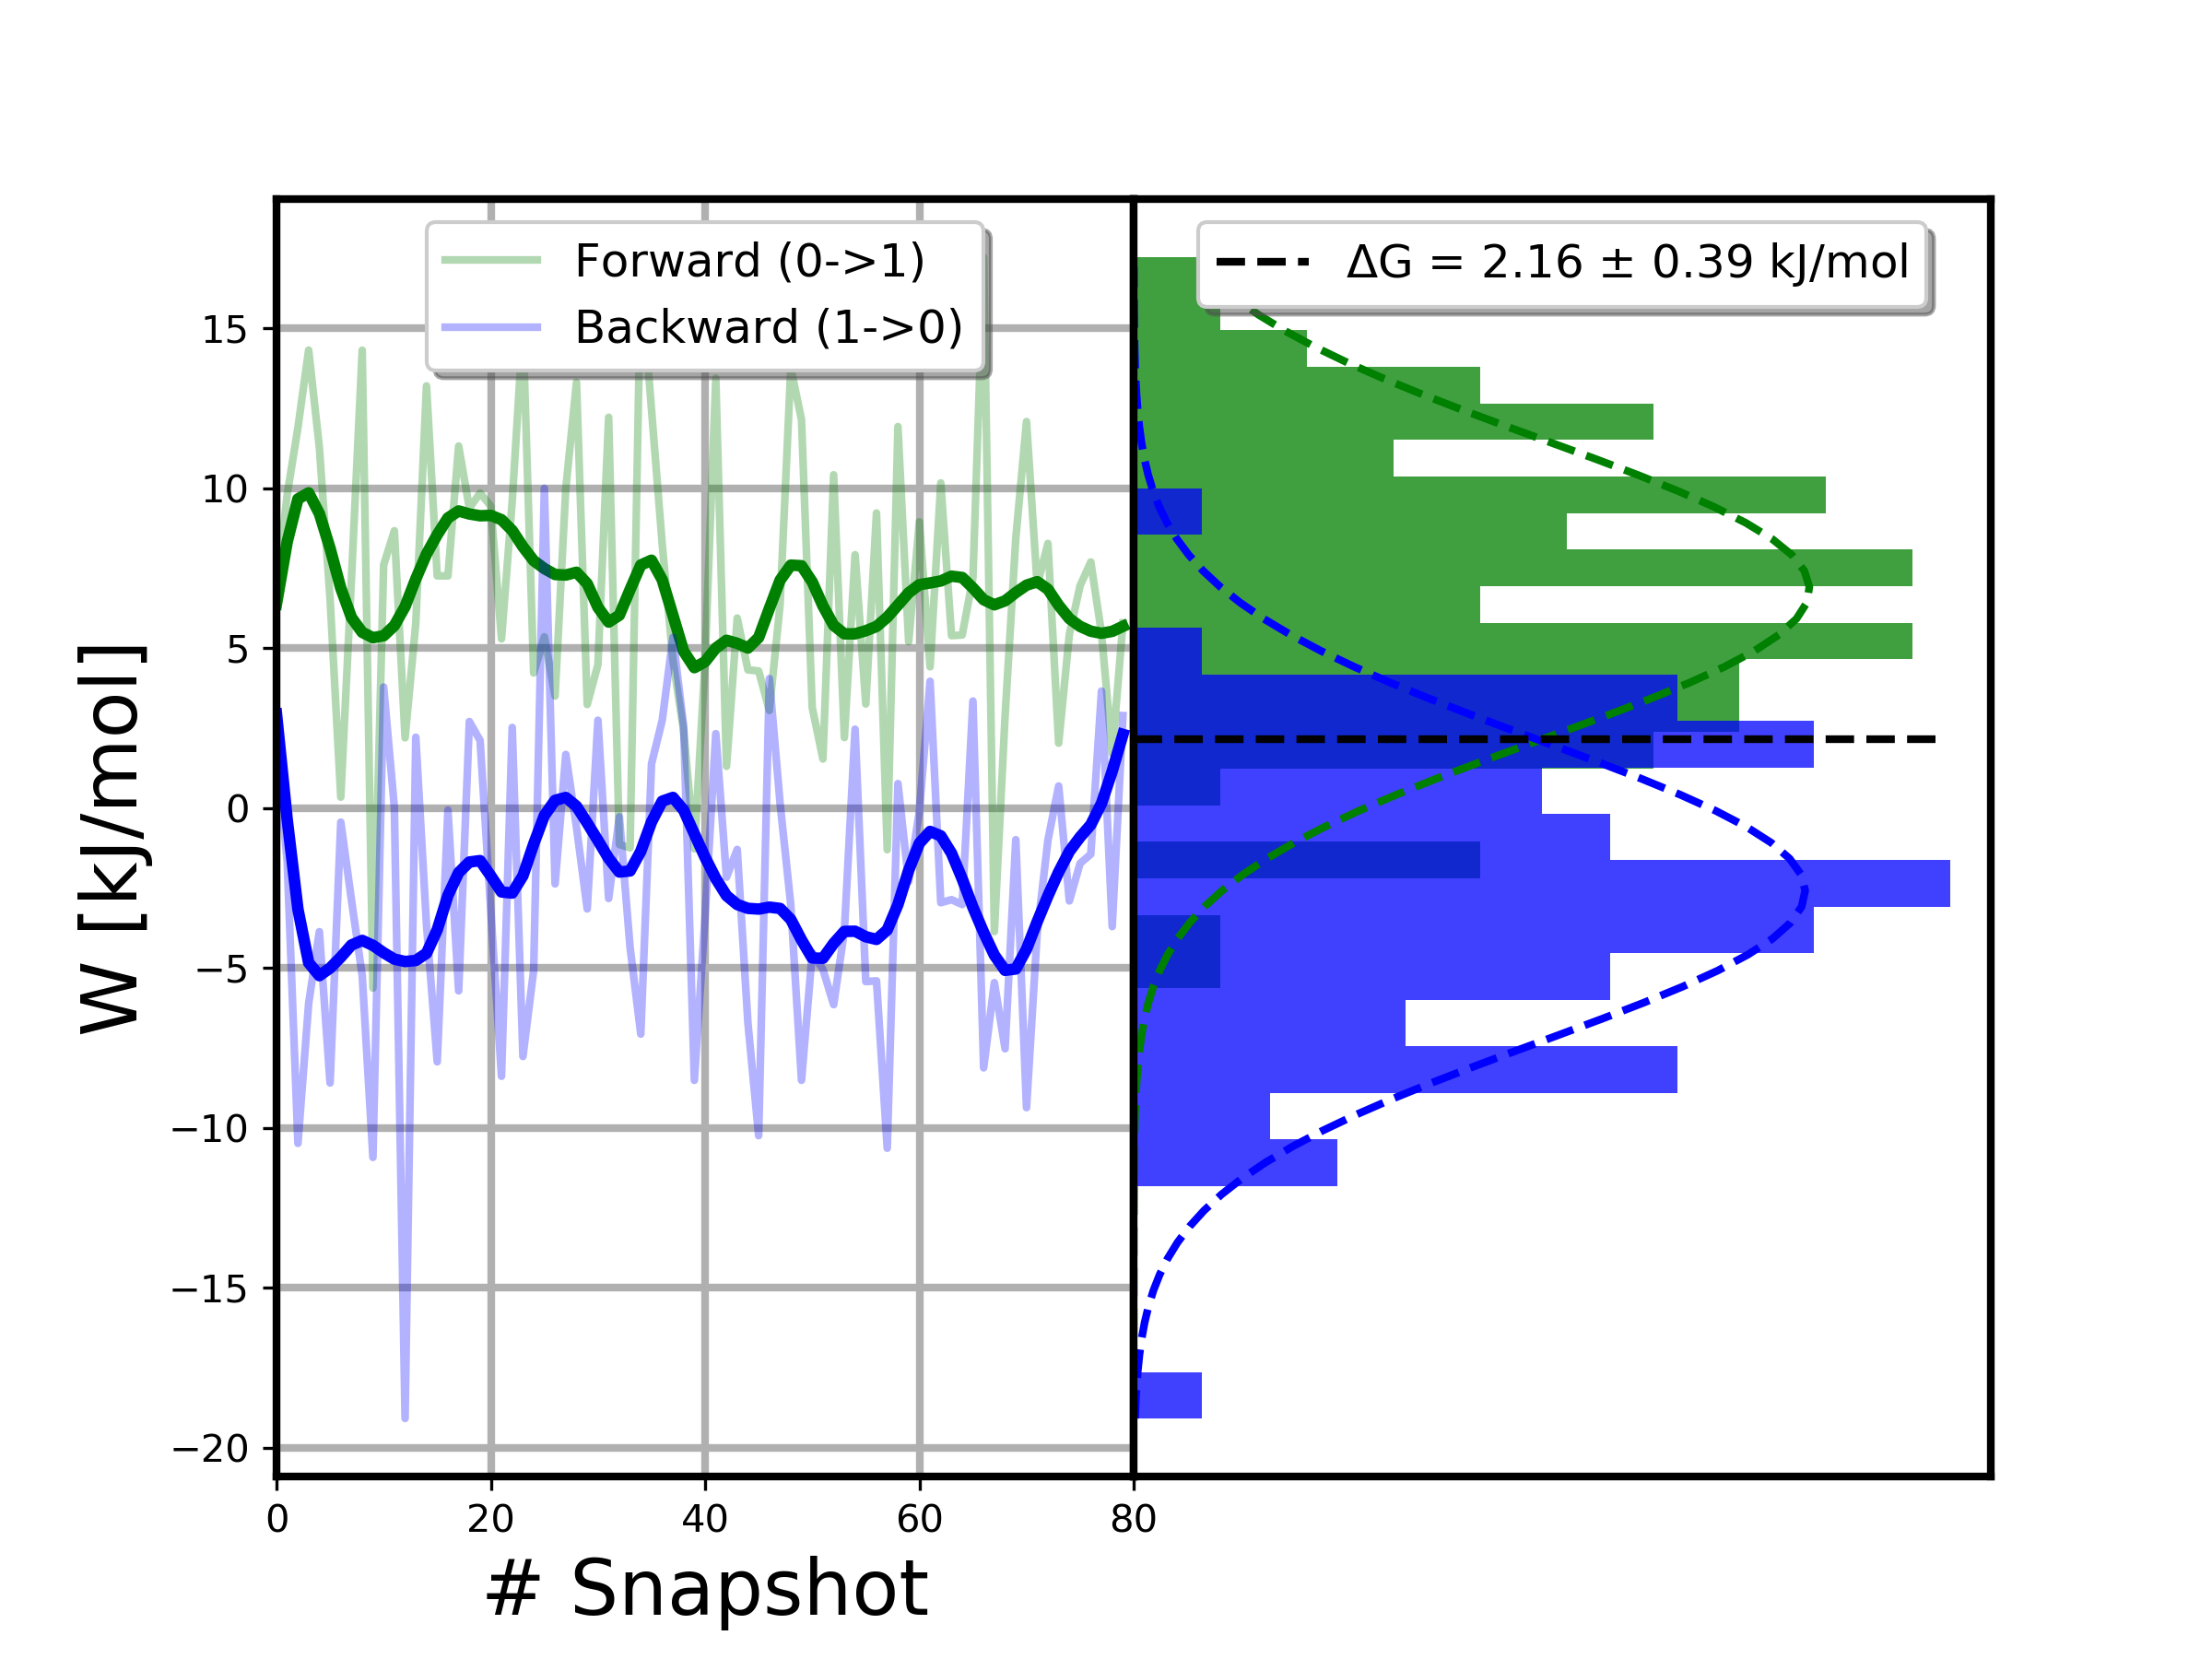 Forward (0->1)
Backward (1->0)
ΔG = 2.16 ± 0.39 kJ/mol
W [kJ/mol]
15
10
5
0
−5
−10
−15
−20
0 20 40 60 80
# Snapshot